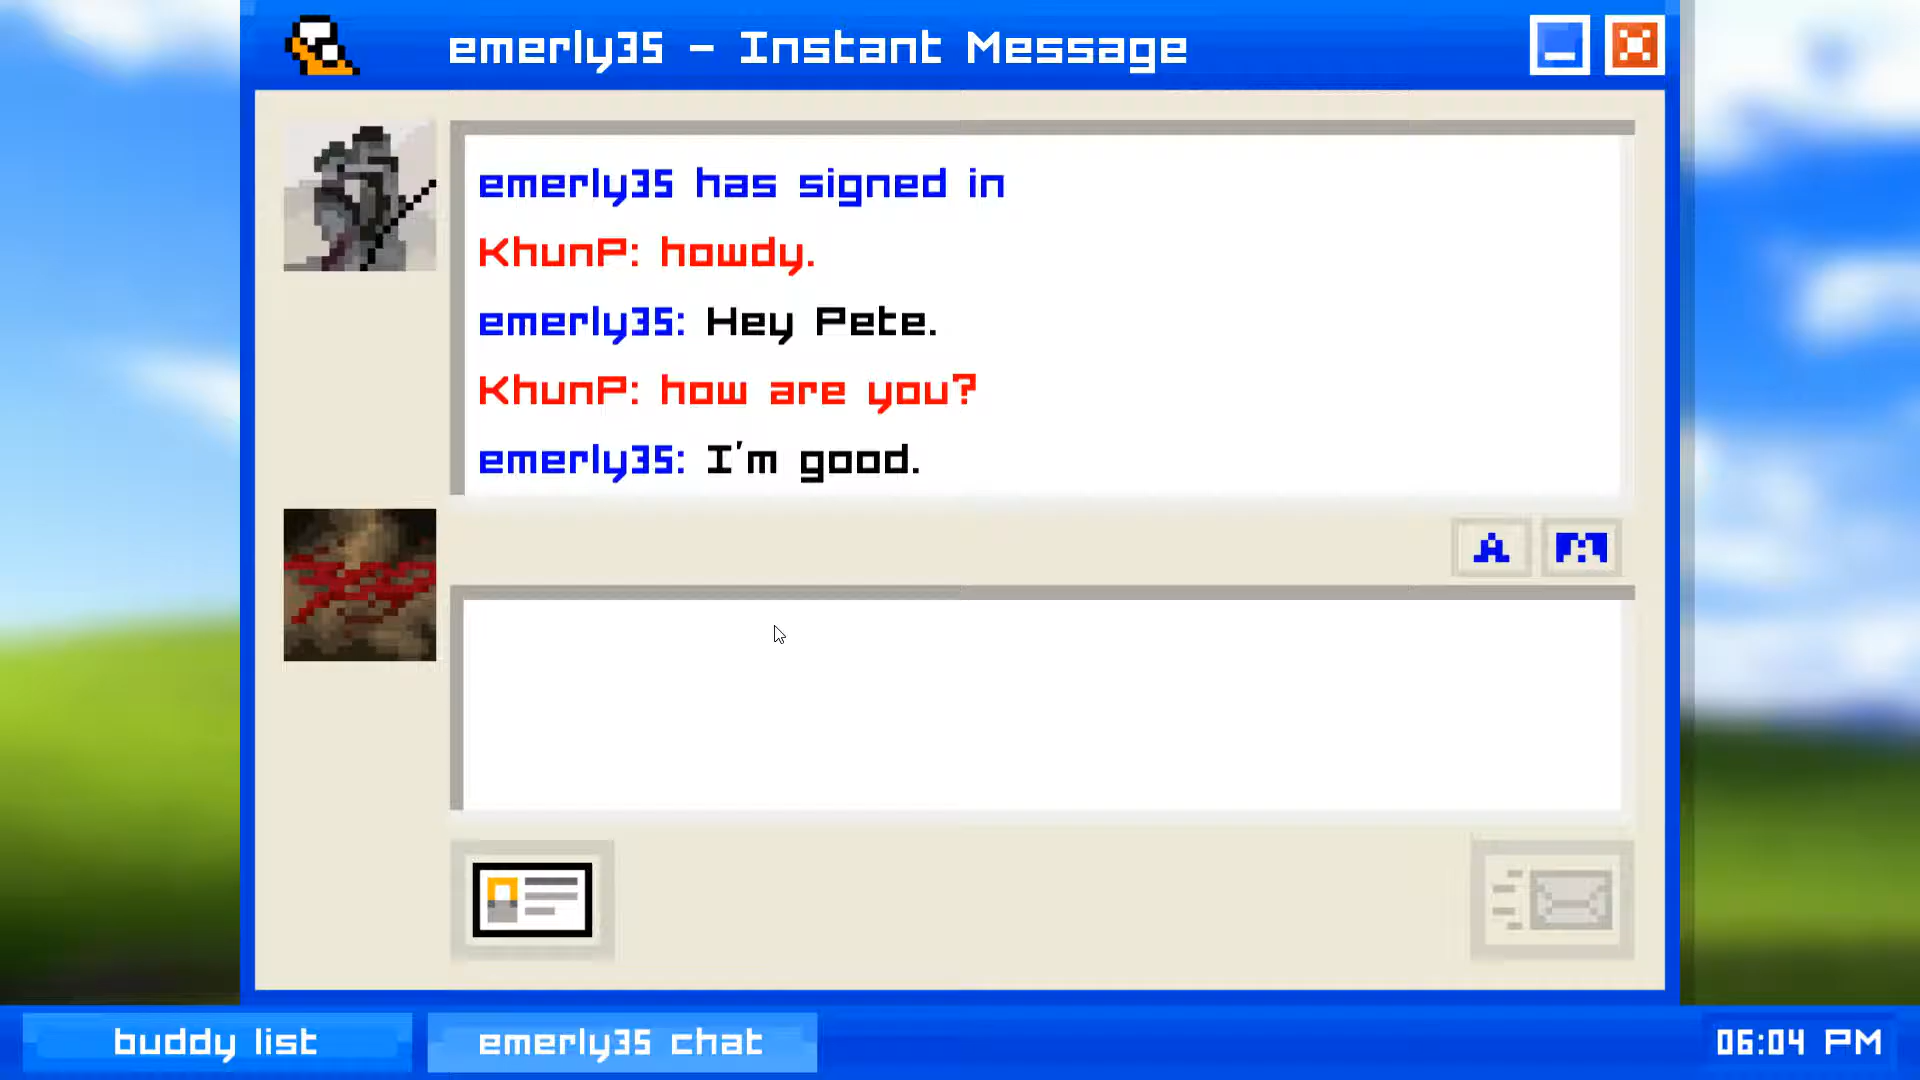 emerly35 - Instant Message
emerly35 has signed in
KhunP: howdy.
emerly35: Hey Pete.
KhunP: how are you?
emerly35: I'm good.
A
buddy list
emerly35 chat
06:04 PM